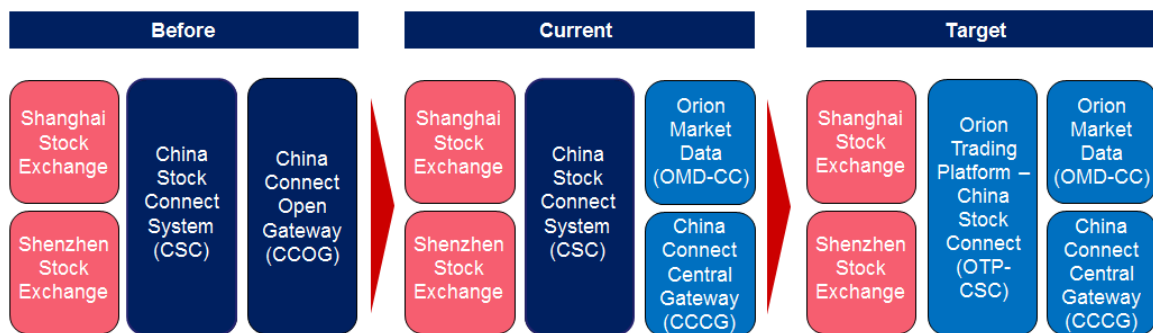 Before
Shanghai
Stock
Exchange
Shenzhen
Stock
Exchange
China
Stock
Connect
System
(CSC)
China
Connect
Open
Gateway
(CCOG)
Current
Shanghai
Stock
Exchange
Shenzhen
Stock
Exchange
China
Stock
Connect
System
(CSC)
Orion
Market
Data
(OMD-CC)
China
Connect
Central
Gateway
(CCCG)
Target
Shanghai
Stock
Exchange
Shenzhen
Stock
Exchange
Orion
Trading
Platform –
China
Stock
Connect
(OTP-
CSC)
Orion
Market
Data
(OMD-CC)
China
Connect
Central
Gateway
(CCCG)